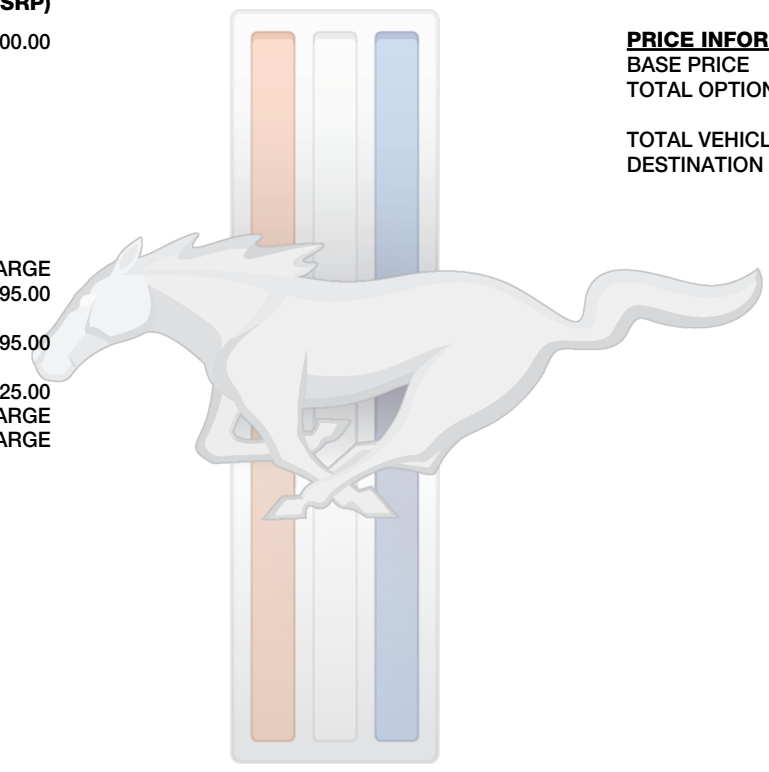 SRP)
00.00
ARGE
95.00
95.00
25.00
ARGE
ARGE
PRICE INFOR
BASE PRICE
TOTAL OPTION
TOTAL VEHICL
DESTINATION